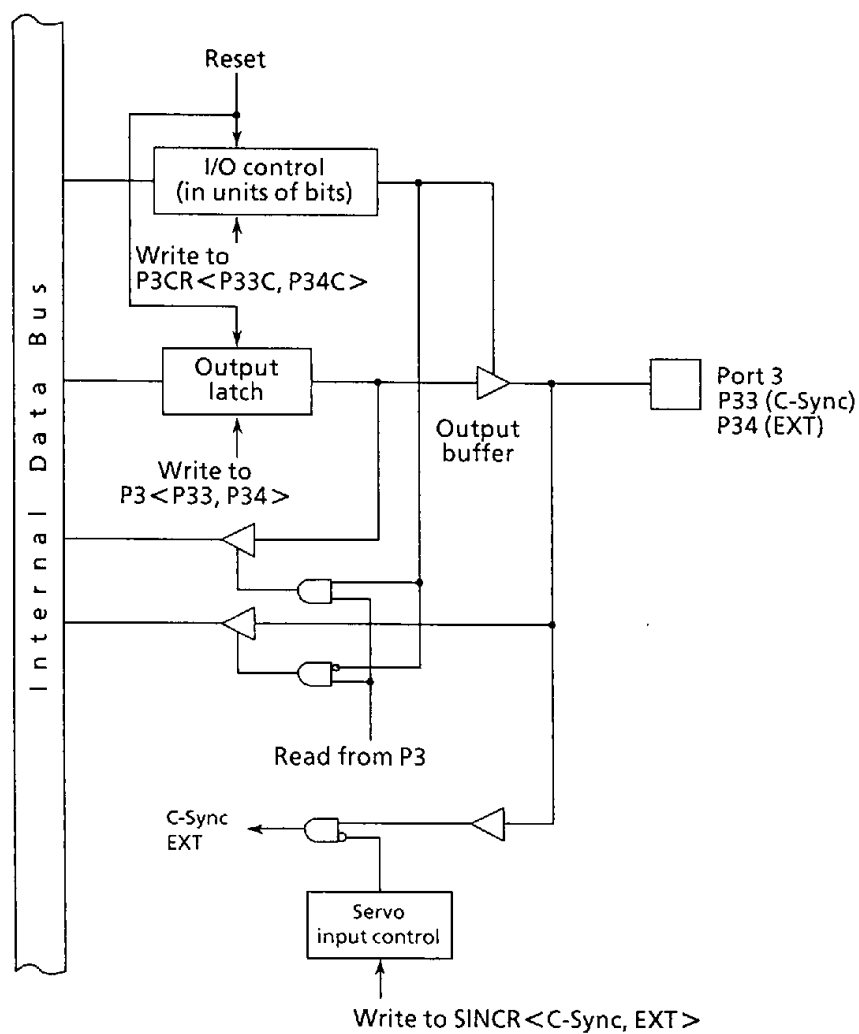 Reset
I/O control
(in units of bits)
Write to
P3CR<P33C, P34C>
Internal Data Bus
Output
latch
Output
buffer
Port 3
P33 (C-Sync)
P34 (EXT)
Write to
P3<P33, P34>
Read from P3
C-Sync
EXT
Servo
input control
Write to SINCR<C-Sync, EXT>